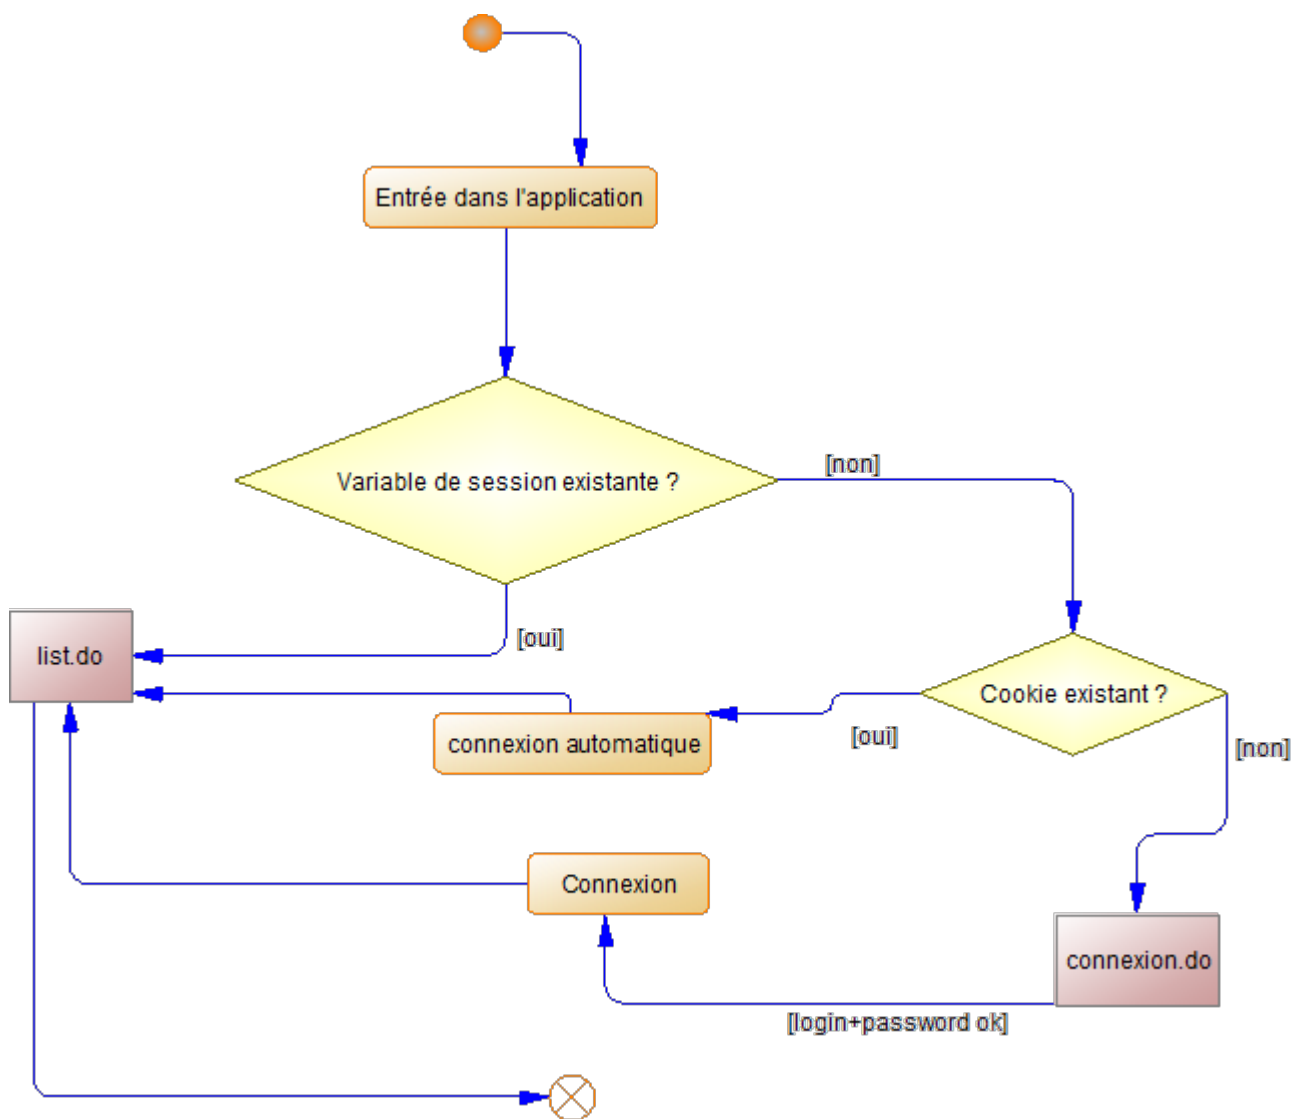 Entrée dans l'application
Variable de session existante ?
[non]
[oui]
list.do
Cookie existant ?
[oui]
connexion automatique
[non]
Connexion
connexion.do
[login+password ok]